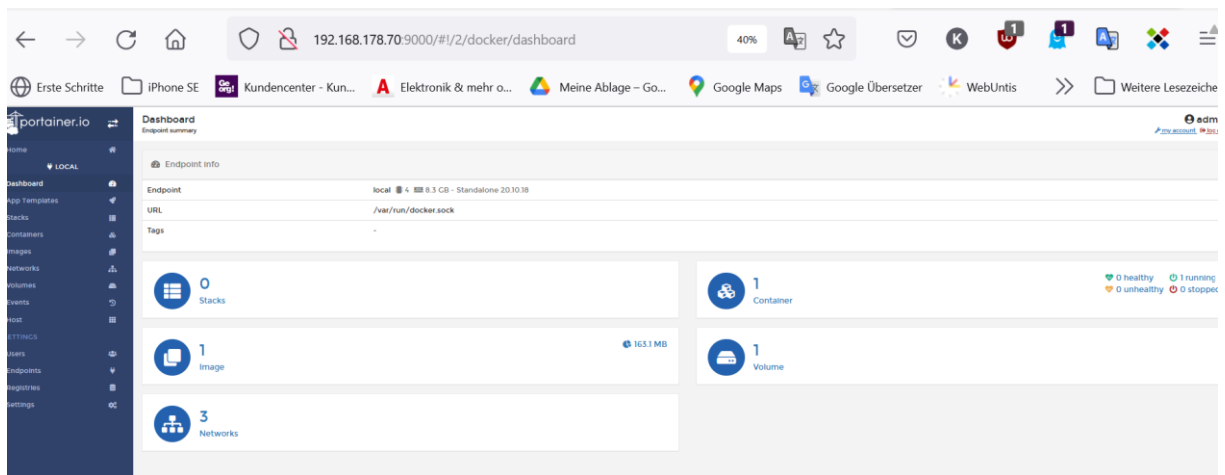 192.168.178.70:9000/#!/2/docker/dashboard 40% K 1 1
Erste Schritte iPhone SE Ge org! Kundencenter - Kun... A Elektronik & mehr o... Meine Ablage – Go... Google Maps Google Übersetzer WebUntis Weitere Lesezeiche
portainer.io
Home
LOCAL
Dashboard
App Templates
Stacks
Containers
Images
Networks
Volumes
Events
Host
SETTINGS
Users
Endpoints
Registries
Settings
Dashboard
Endpoint summary
adm
my account log
Endpoint info
Endpoint local 4 8.3 GB - Standalone 20.10.18
URL /var/run/docker.sock
Tags -
0
Stacks
1
Container
0 healthy 1 running
0 unhealthy 0 stopped
1
Image
163.1 MB
1
Volume
3
Networks